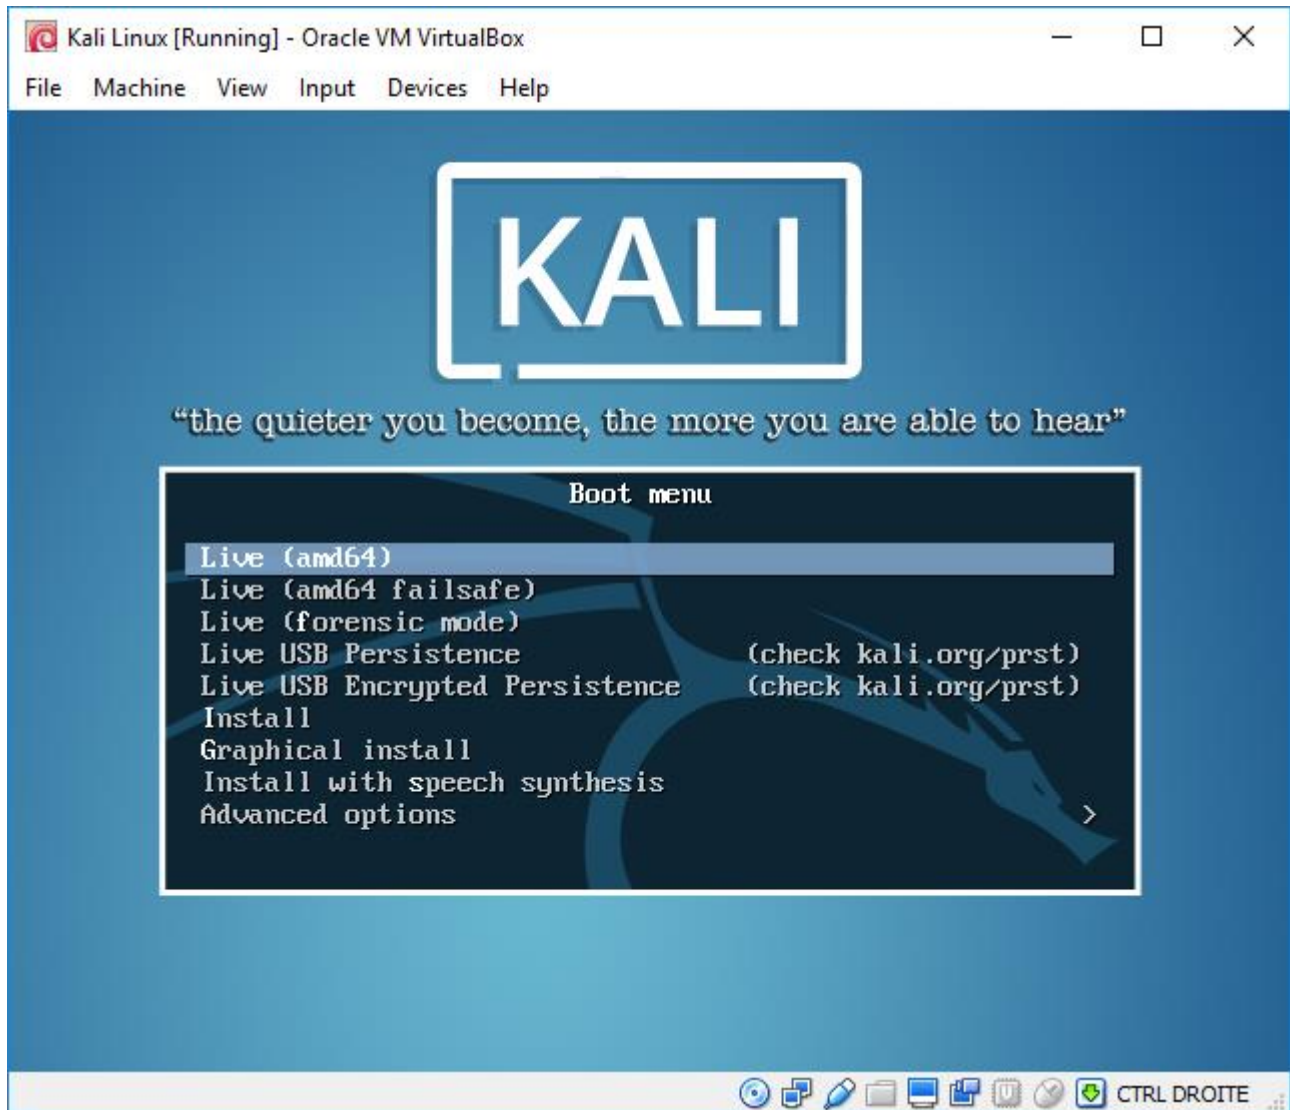 Kali Linux [Running] - Oracle VM VirtualBox
File Machine View Input Devices Help
KALI
“the quieter you become, the more you are able to hear”
Boot menu
Live (amd64)
Live (amd64 failsafe)
Live (forensic mode)
Live USB Persistence (check kali.org/prst)
Live USB Encrypted Persistence (check kali.org/prst)
Install
Graphical install
Install with speech synthesis
Advanced options >
CTRL DROITE